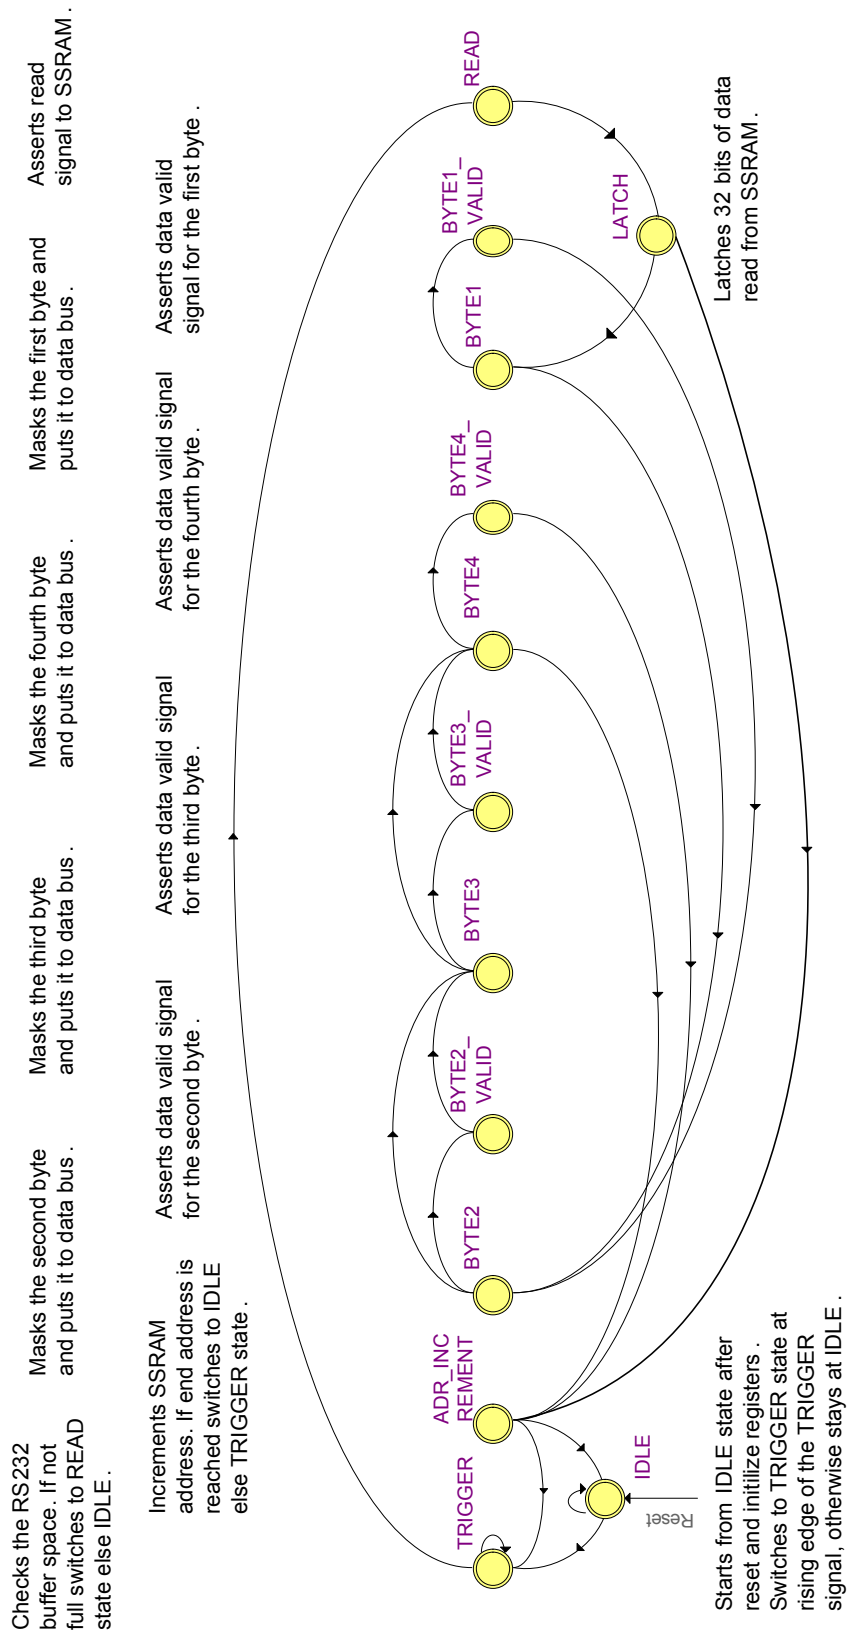 Checks the RS232
buffer space. If not
full switches to READ
state else IDLE.
Masks the second byte
and puts it to data bus .
Masks the third byte
and puts it to data bus .
Masks the fourth byte
and puts it to data bus .
Masks the first byte and
puts it to data bus .
Asserts read
signal to SSRAM .
Increments SSRAM
address. If end address is
reached switches to IDLE
else TRIGGER state .
Asserts data valid signal
for the second byte .
Asserts data valid signal
for the third byte .
Asserts data valid signal
for the fourth byte .
Asserts data valid
signal for the first byte .
TRIGGER
ADR_INC
REMENT
BYTE2
BYTE2_
VALID
BYTE3
BYTE3_
VALID
BYTE4
BYTE4_
VALID
BYTE1
BYTE1_
VALID
READ
IDLE
LATCH
Reset
Starts from IDLE state after
reset and initilize registers .
Switches to TRIGGER state at
rising edge of the TRIGGER
signal, otherwise stays at IDLE .
Latches 32 bits of data
read from SSRAM.